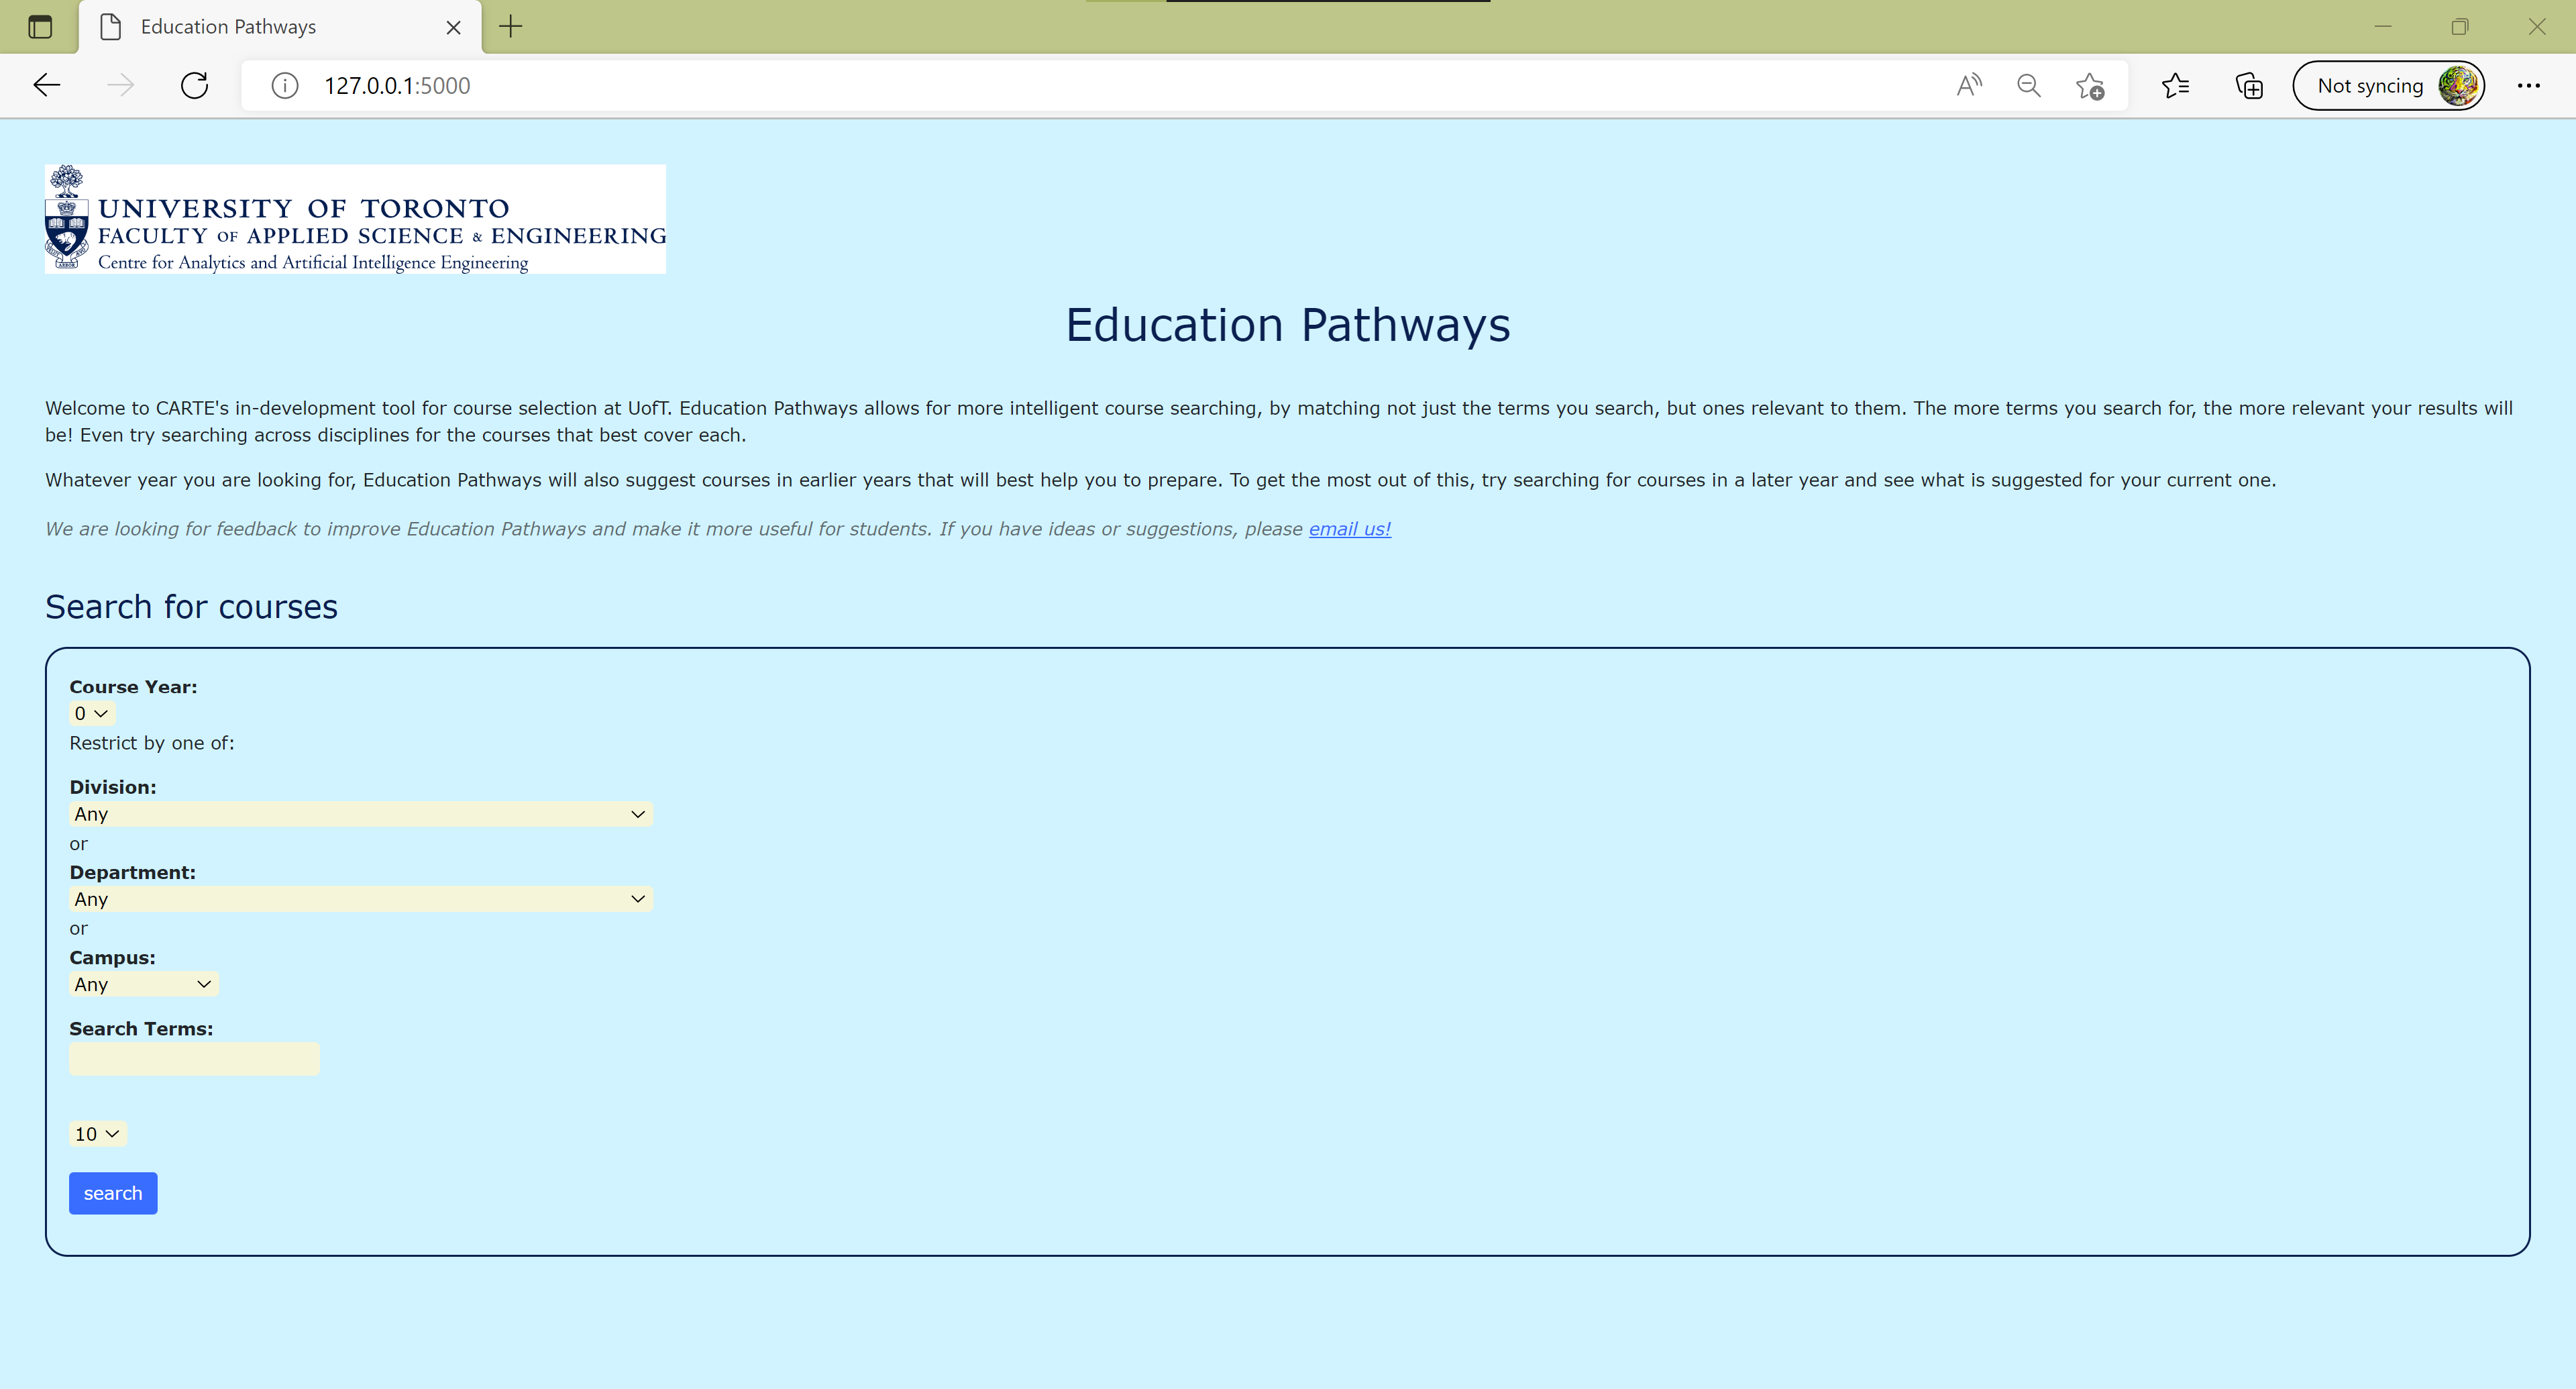 Education Pathways
127.0.0.1:5000
Not syncing
UNIVERSITY OF TORONTO
FACULTY OF APPLIED SCIENCE & ENGINEERING
Centre for Analytics and Artificial Intelligence Engineering
Education Pathways
Welcome to CARTE's in-development tool for course selection at UofT. Education Pathways allows for more intelligent course searching, by matching not just the terms you search, but ones relevant to them. The more terms you search for, the more relevant your results will
be! Even try searching across disciplines for the courses that best cover each.
Whatever year you are looking for, Education Pathways will also suggest courses in earlier years that will best help you to prepare. To get the most out of this, try searching for courses in a later year and see what is suggested for your current one.
We are looking for feedback to improve Education Pathways and make it more useful for students. If you have ideas or suggestions, please email us!
Search for courses
Course Year:
0
Restrict by one of:
Division:
Any
or
Department:
Any
or
Campus:
Any
Search Terms:
10
search